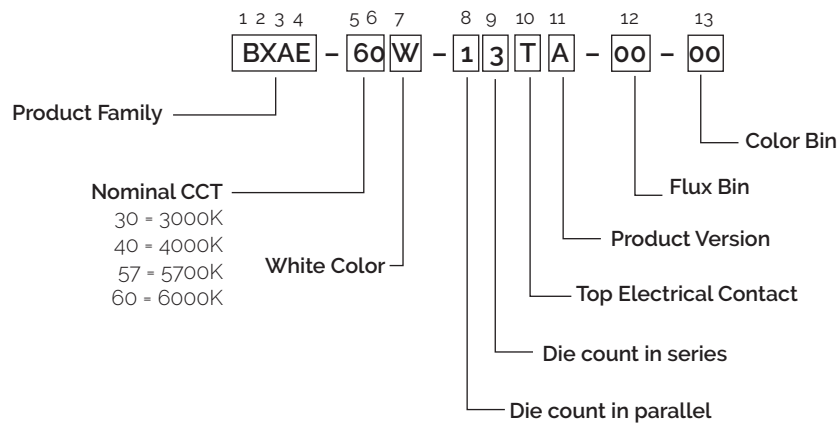 1 2 3 4 5 6 7 8 9 10 11 12 13
BXAE – 60 W – 1 3 T A – 00 – 00
Product Family
Color Bin
Nominal CCT
30 = 3000K
40 = 4000K
57 = 5700K
60 = 6000K
Flux Bin
Product Version
White Color
Top Electrical Contact
Die count in series
Die count in parallel